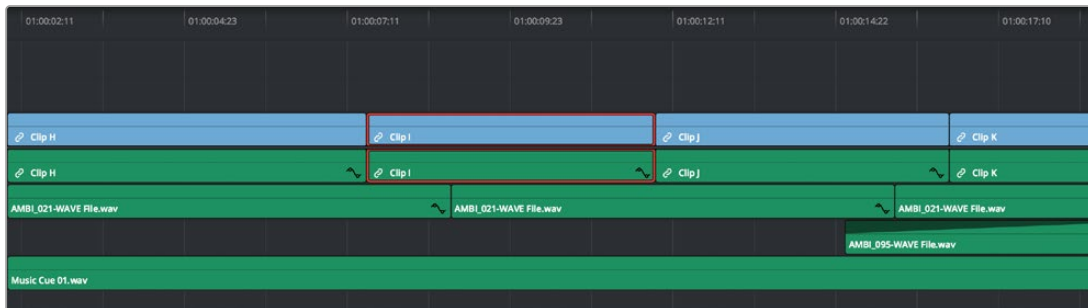 01:00:02:11 01:00:04:23 01:00:07:11 01:00:09:23 01:00:12:11 01:00:14:22 01:00:17:10
Clip H Clip I Clip J Clip K
Clip H Clip I Clip J Clip K
AMBI_021-WAVE File.wav AMBI_021-WAVE File.wav AMBI_021-WAVE File.wav
AMBI_095-WAVE File.wav
Music Cue 01.wav